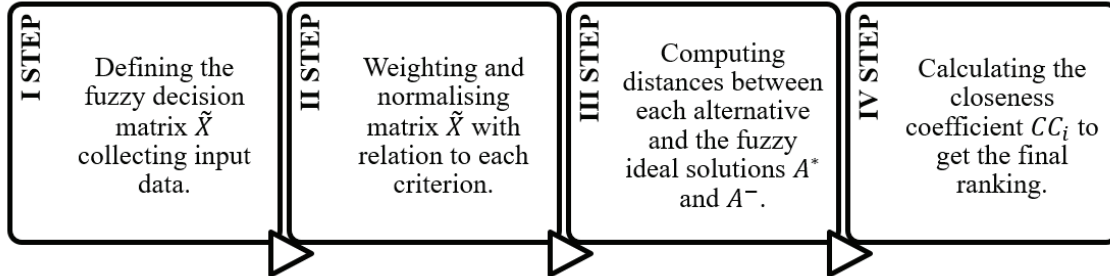 I STEP
Defining the
fuzzy decision
matrix X̃
collecting input
data.
II STEP
Weighting and
normalising
matrix X̃ with
relation to each
criterion.
III STEP
Computing
distances between
each alternative
and the fuzzy
ideal solutions A*
and A⁻.
IV STEP
Calculating the
closeness
coefficient CCᵢ to
get the final
ranking.